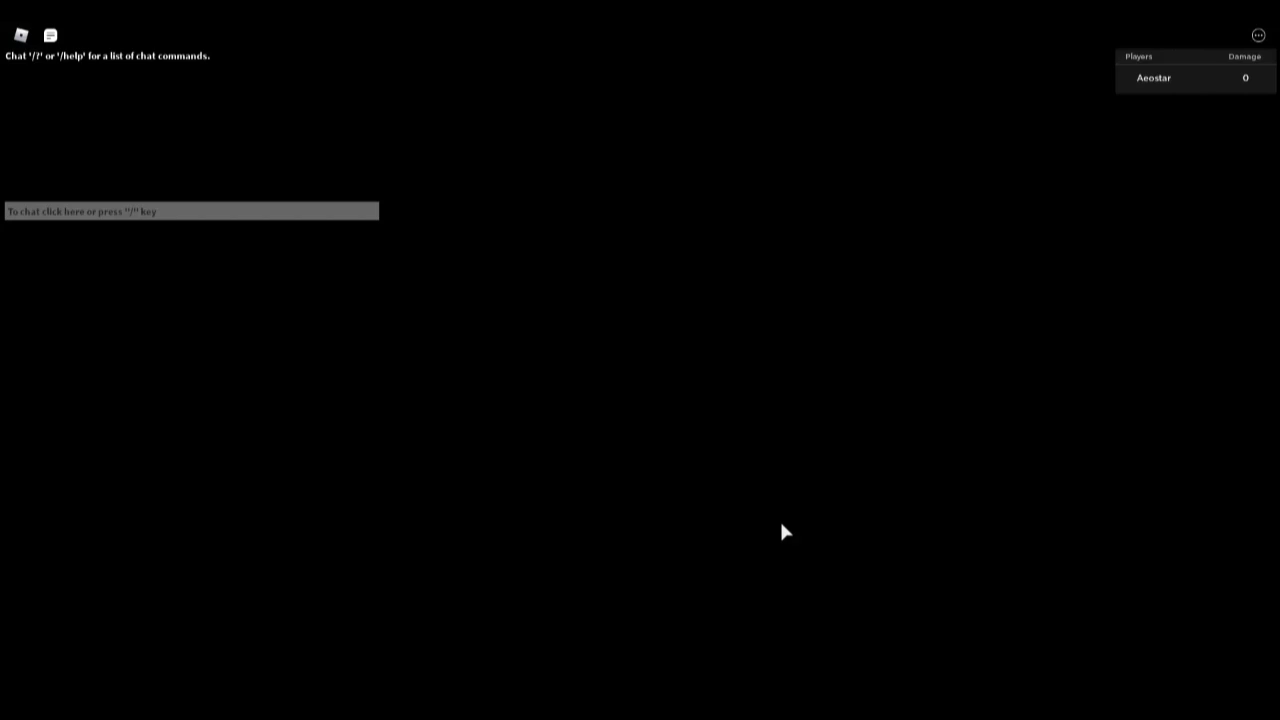 Chat '/?' or '/help' for a list of chat commands.
Players Damage
Aeostar 0
To chat click here or press "/" key